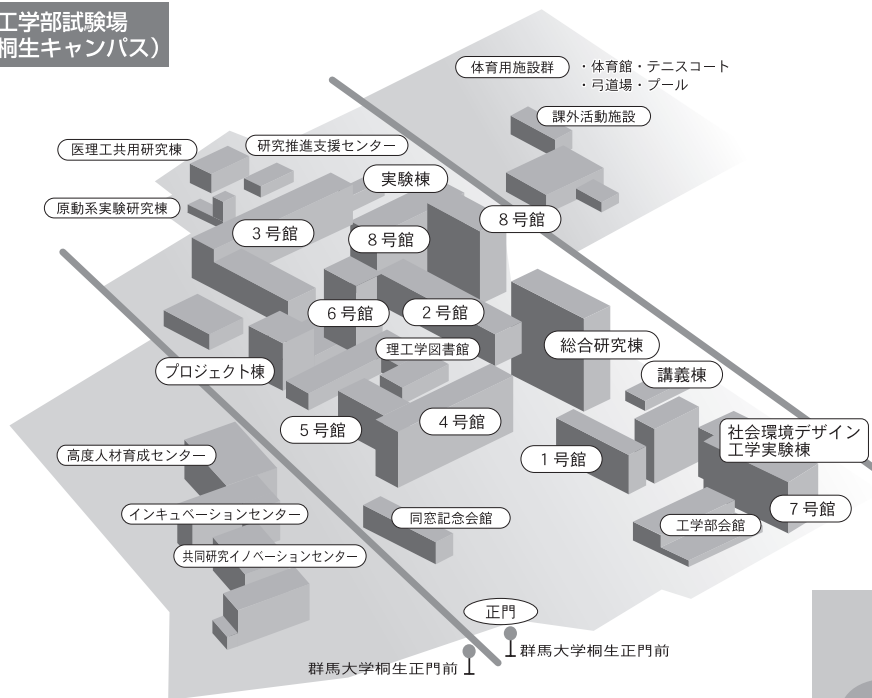 工学部試験場
桐生キャンパス）
体育用施設群
・体育館・テニスコート
・弓道場・プール
課外活動施設
医理工共用研究棟
研究推進支援センター
実験棟
原動系実験研究棟
3号館
8号館
8号館
6号館
2号館
理工学図書館
総合研究棟
プロジェクト棟
講義棟
5号館
4号館
1号館
社会環境デザイン
工学実験棟
高度人材育成センター
7号館
インキュベーションセンター
同窓記念会館
工学部会館
共同研究イノベーションセンター
正門
群馬大学桐生正門前
群馬大学桐生正門前